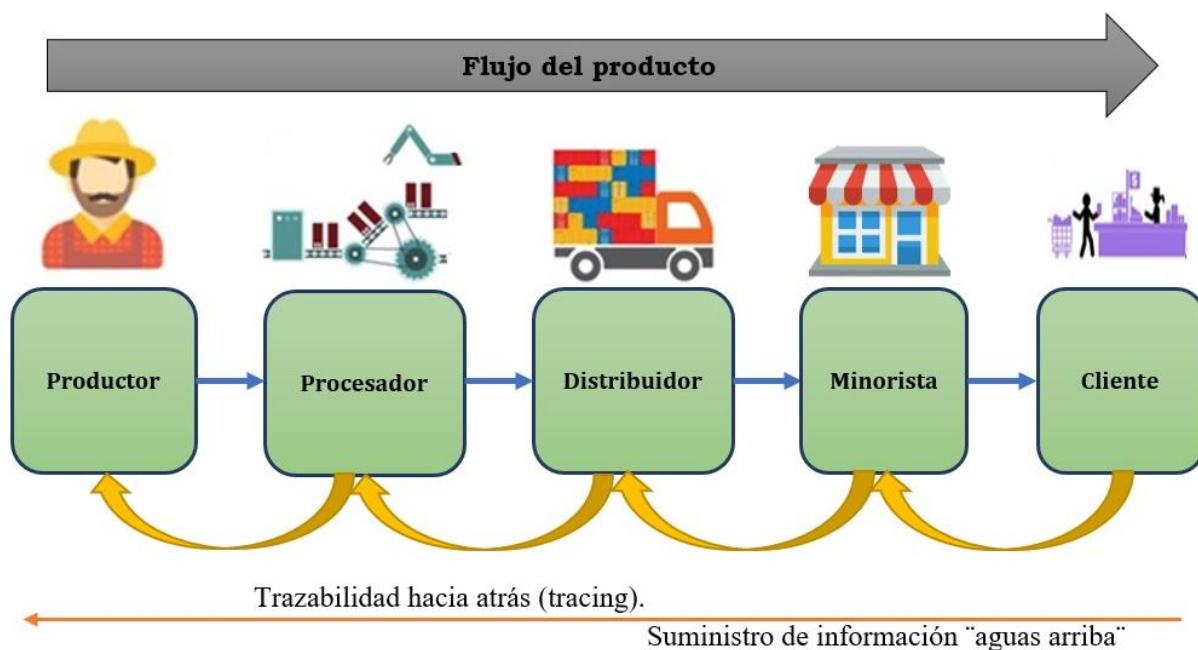 Flujo del producto
Productor
Procesador
Distribuidor
Minorista
Cliente
Trazabilidad hacia atrás (tracing).
Suministro de información ¨aguas arriba¨